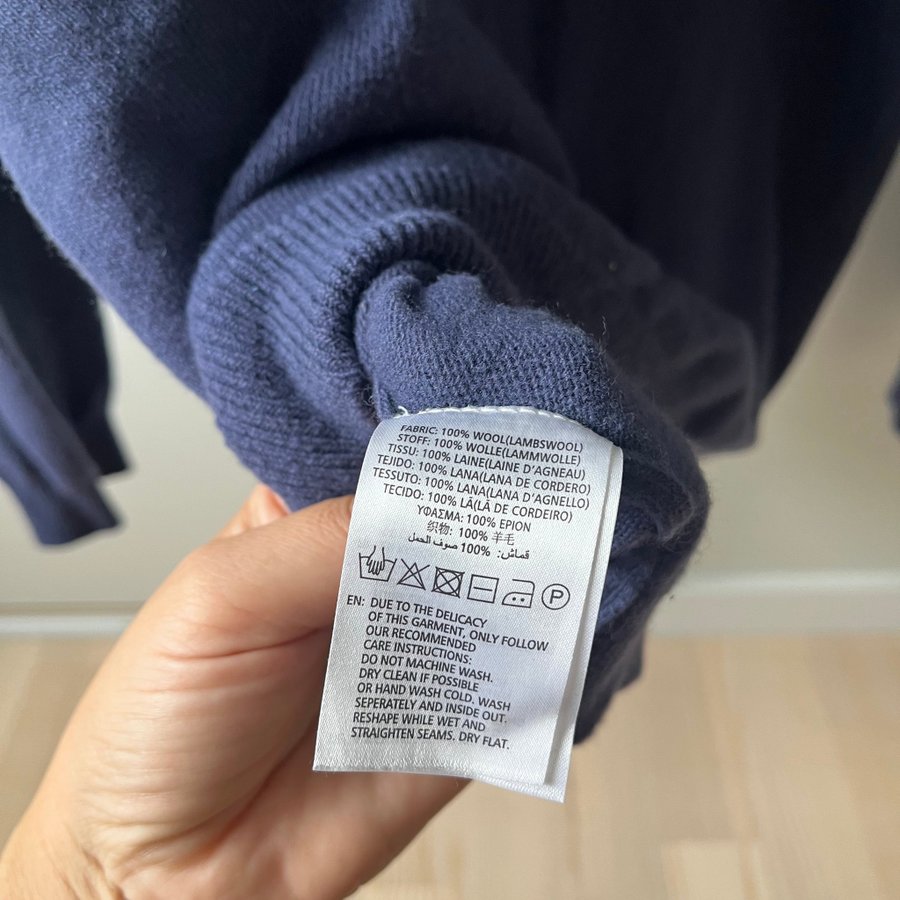 FABRIC: 100% WOOL(LAMBSWOOL)
STOFF: 100% WOLLE(LAMMWOLLE)
TISSU: 100% LAINE(LAINE D'AGNEAU)
TEJIDO: 100% LANA(LANA DE CORDERO)
TESSUTO: 100% LANA(LANA D'AGNELLO)
TECIDO: 100% LÃ(LÃ DE CORDEIRO)
ΥΦΑΣΜΑ: 100% ΕΡΙΟΝ
织物: 100% 羊毛
قماش: 100% صوف الحمل
P
EN: DUE TO THE DELICACY
OF THIS GARMENT, ONLY FOLLOW
OUR RECOMMENDED
CARE INSTRUCTIONS:
DO NOT MACHINE WASH.
DRY CLEAN IF POSSIBLE
OR HAND WASH COLD. WASH
SEPERATELY AND INSIDE OUT.
RESHAPE WHILE WET AND
STRAIGHTEN SEAMS. DRY FLAT.